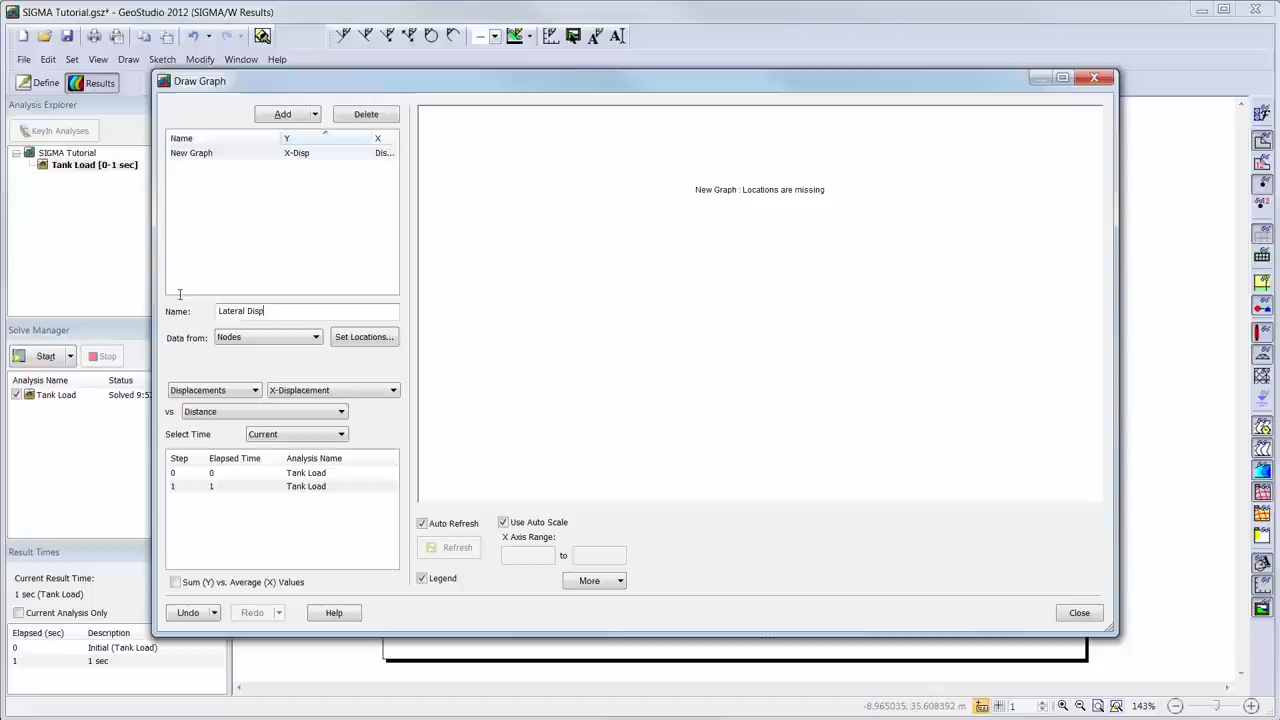 SIGMA Tutorial.gsz* - GeoStudio 2012 (SIGMA/W Results)
File Edit Set View Draw Sketch Modify Window Help
Define Results
Analysis Explorer
KeyIn Analyses
SIGMA Tutorial
Tank Load [0-1 sec]
Solve Manager
Start Stop
Analysis Name Status
Tank Load Solved 9:52
Result Times
Current Result Time:
1 sec (Tank Load)
Current Analysis Only
Elapsed (sec) Description
0 Initial (Tank Load)
1 1 sec
Draw Graph
Add Delete
Name Y X
New Graph X-Disp Dis...
Name: Lateral Disp
Data from: Nodes Set Locations...
Displacements X-Displacement
vs Distance
Select Time Current
Step Elapsed Time Analysis Name
0 0 Tank Load
1 1 Tank Load
Sum (Y) vs. Average (X) Values
Undo Redo Help
New Graph : Locations are missing
Auto Refresh Use Auto Scale
X Axis Range:
Refresh to
Legend More
Close
-8.965035, 35.608392 m 1 143%